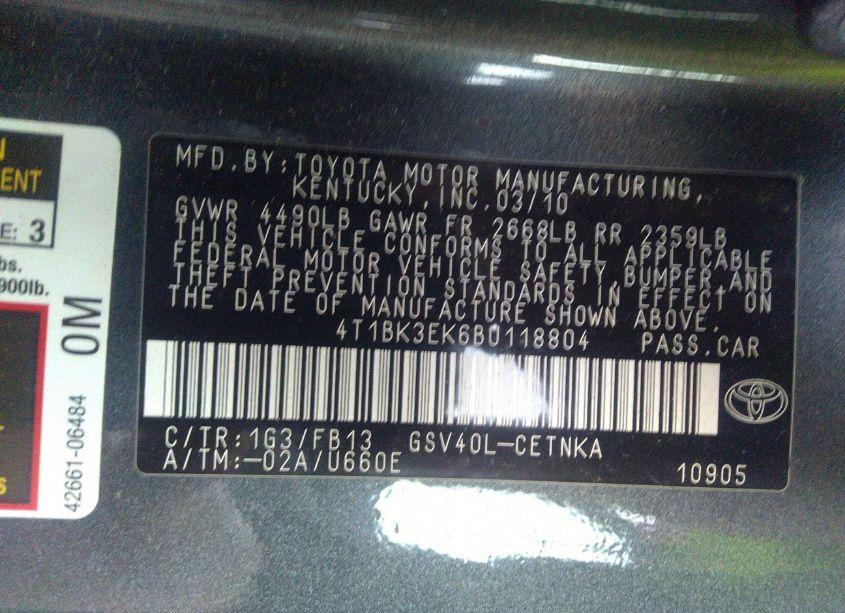 MFD.BY:TOYOTA MOTOR MANUFACTURING,
KENTUCKY,INC.03/10
GVWR 4490LB GAWR FR 2668LB RR 2359LB
THIS VEHICLE CONFORMS TO ALL APPLICABLE
FEDERAL MOTOR VEHICLE SAFETY,BUMPER,AND
THEFT PREVENTION STANDARDS IN EFFECT ON
THE DATE OF MANUFACTURE SHOWN ABOVE.
4T1BK3EK6BU118804 PASS.CAR
C/TR:1G3/FB13 GSV40L-CETNKA
A/TM:-02A/U660E
10905
ENT
E: 3
bs.
900lb.
0M
42661-06484